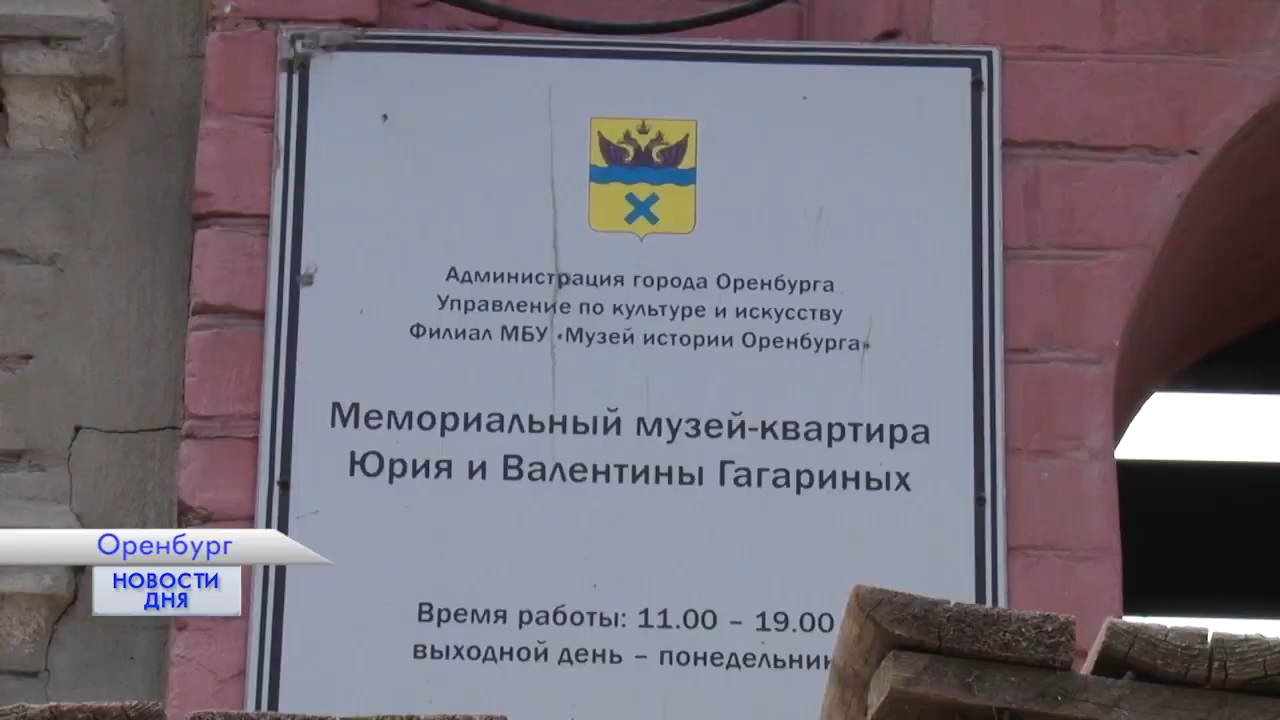 Администрация города Оренбурга
Управление по культуре и искусству
Филиал МБУ «Музей истории Оренбурга»
Мемориальный музей-квартира
Юрия и Валентины Гагариных
Время работы: 11.00 – 19.00
выходной день – понедельник
Оренбург
НОВОСТИ
ДНЯ